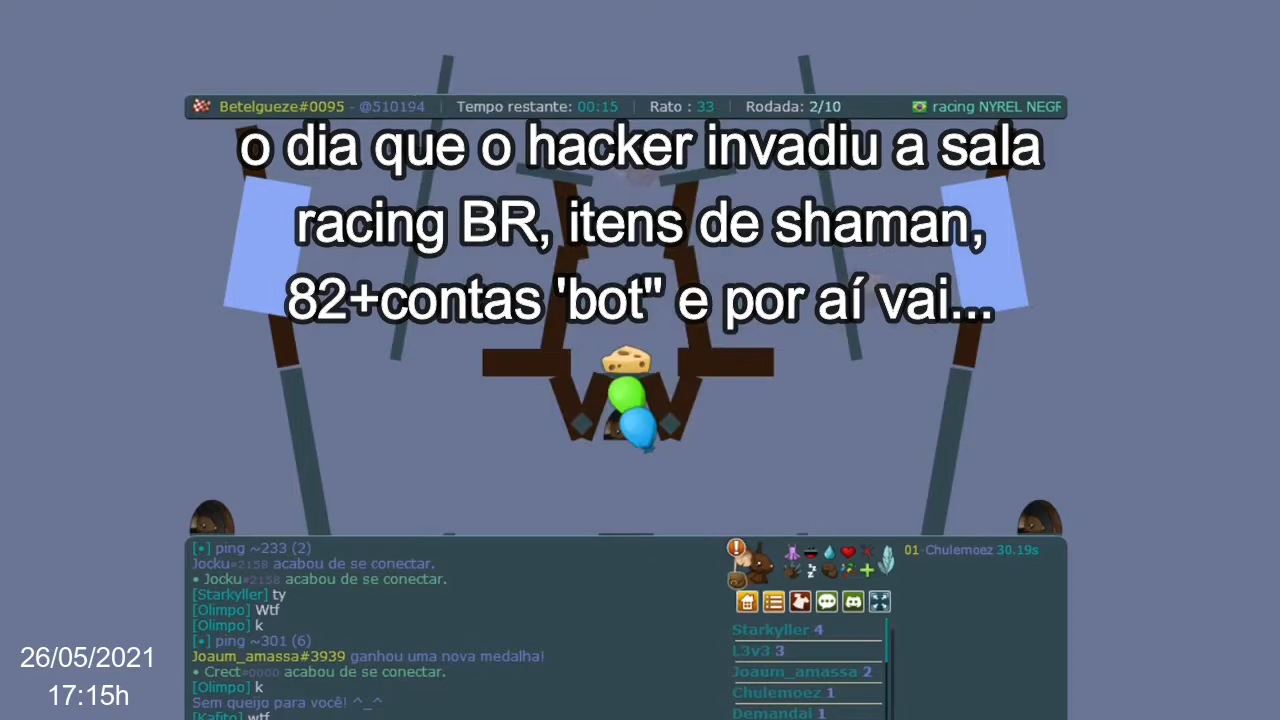 Betelgueze#0095 - @510194 | Tempo restante: 00:15 | Rato : 33 | Rodada: 2/10 racing NYREL NEGR
o dia que o hacker invadiu a sala
racing BR, itens de shaman,
82+contas 'bot" e por aí vai...
[•] ping ~233 (2)
Jocku#2158 acabou de se conectar.
• Jocku#2158 acabou de se conectar.
[Starkyller] ty
[Olimpo] Wtf
[Olimpo] k
[•] ping ~301 (6)
Joaum_amassa#3939 ganhou uma nova medalha!
• Crect#0000 acabou de se conectar.
[Olimpo] k
Sem queijo para você! ^_^
[Kafito] wtf
01 Chulemoez 30.19s
Starkyller 4
L3v3 3
Joaum_amassa 2
Chulemoez 1
Demandai 1
26/05/2021
17:15h